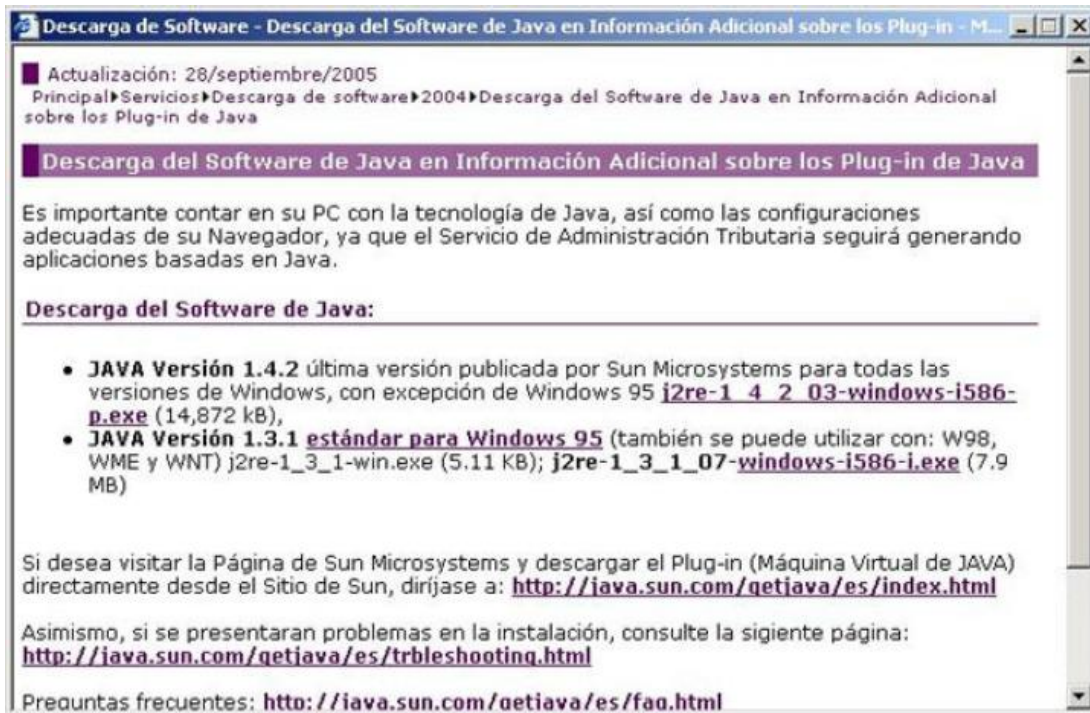 Descarga de Software - Descarga del Software de Java en Información Adicional sobre los Plug-in - M...
Actualización: 28/septiembre/2005
Principal▶Servicios▶Descarga de software▶2004▶Descarga del Software de Java en Información Adicional
sobre los Plug-in de Java
Descarga del Software de Java en Información Adicional sobre los Plug-in de Java
Es importante contar en su PC con la tecnología de Java, así como las configuraciones
adecuadas de su Navegador, ya que el Servicio de Administración Tributaria seguirá generando
aplicaciones basadas en Java.
Descarga del Software de Java:
• JAVA Versión 1.4.2 última versión publicada por Sun Microsystems para todas las
versiones de Windows, con excepción de Windows 95 j2re-1_4_2_03-windows-i586-
p.exe (14,872 kB),
• JAVA Versión 1.3.1 estándar para Windows 95 (también se puede utilizar con: W98,
WME y WNT) j2re-1_3_1-win.exe (5.11 KB); j2re-1_3_1_07-windows-i586-i.exe (7.9
MB)
Si desea visitar la Página de Sun Microsystems y descargar el Plug-in (Máquina Virtual de JAVA)
directamente desde el Sitio de Sun, diríjase a: http://java.sun.com/getjava/es/index.html
Asimismo, si se presentaran problemas en la instalación, consulte la sigiente página:
http://java.sun.com/getjava/es/trbleshooting.html
Preguntas frecuentes: http://java.sun.com/getjava/es/faq.html